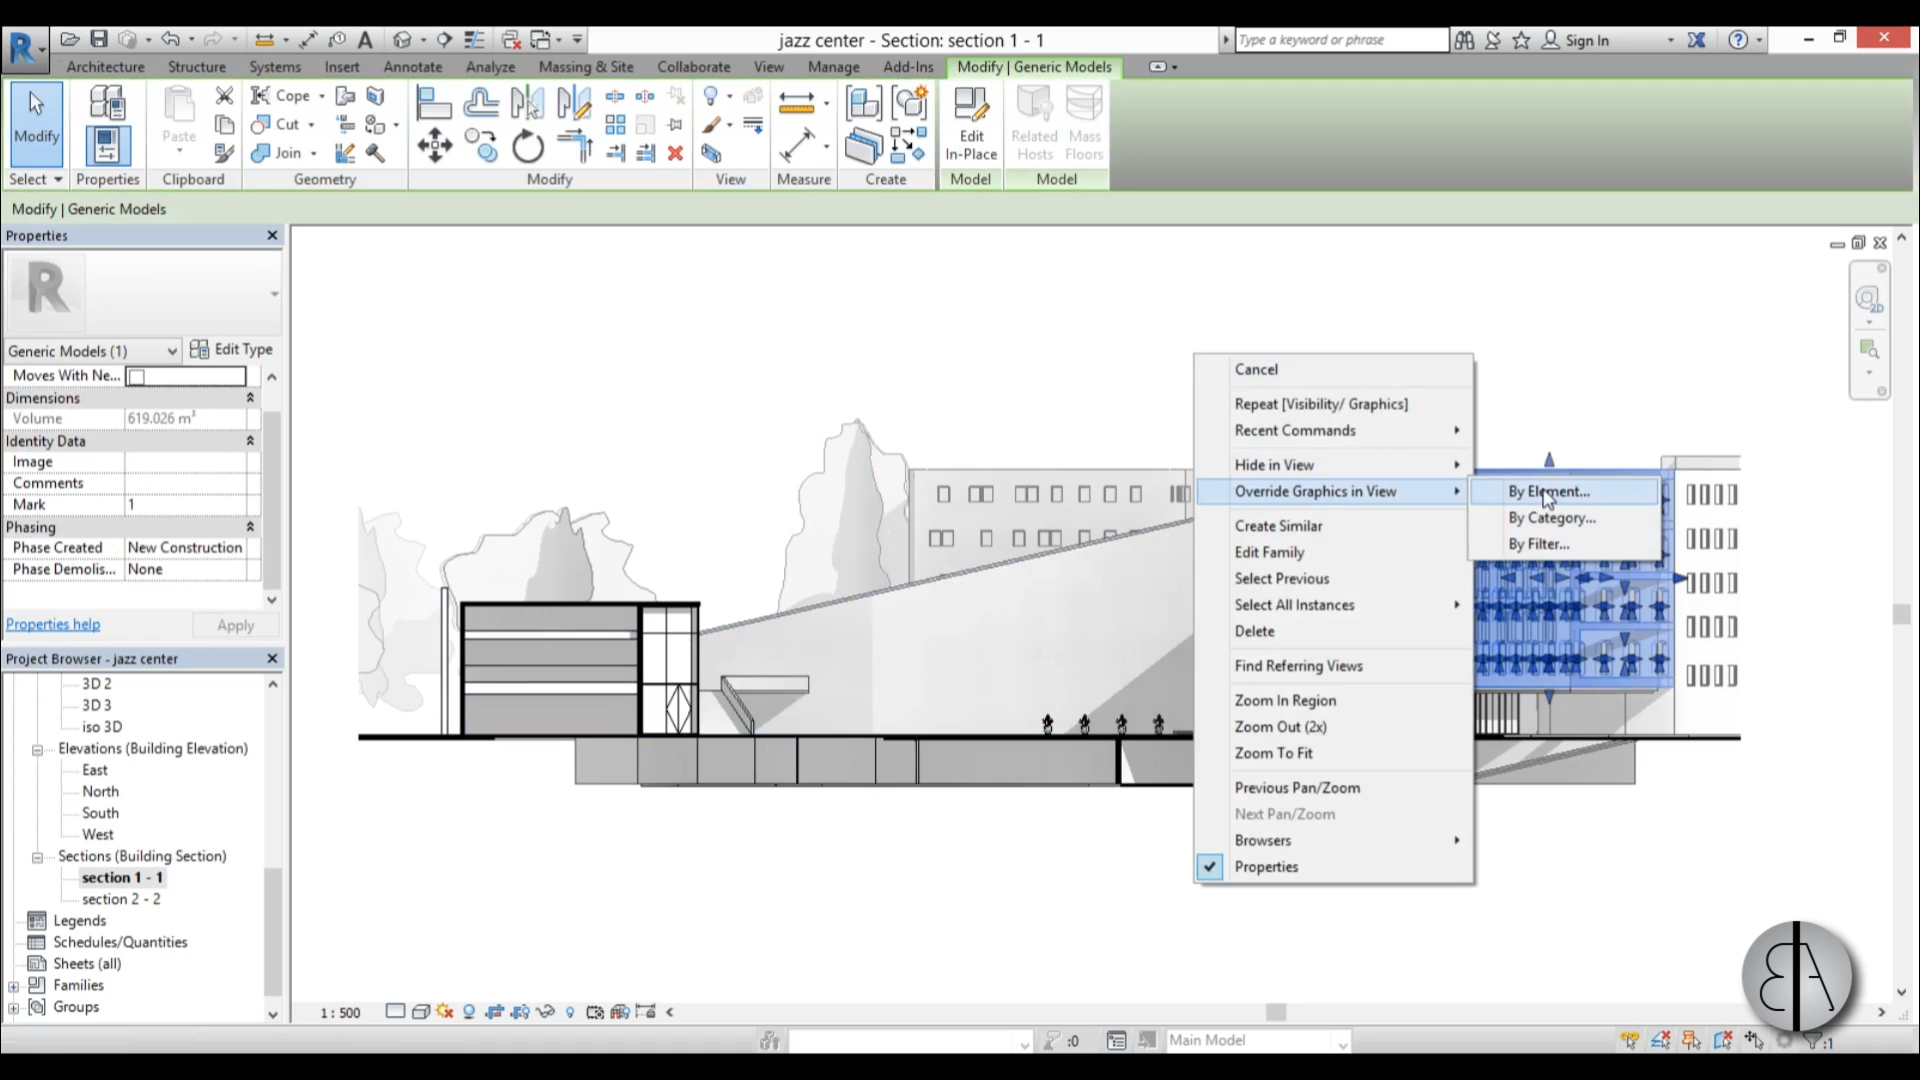 jazz center - Section: section 1 - 1
Type a keyword or phrase
Sign In
Architecture
Structure
Systems
Insert
Annotate
Analyze
Massing & Site
Collaborate
View
Manage
Add-Ins
Modify | Generic Models
Modify
Paste
Cope
Cut
Join
Edit
In-Place
Related
Hosts
Mass
Floors
Select
Properties
Clipboard
Geometry
Modify
View
Measure
Create
Model
Model
Modify | Generic Models
Properties
R
Generic Models (1)
Edit Type
Moves With Ne...
Dimensions
Volume 619.026 m³
Identity Data
Image
Comments
Mark 1
Phasing
Phase Created New Construction
Phase Demolis... None
Properties help
Apply
Project Browser - jazz center
3D 2
3D 3
iso 3D
Elevations (Building Elevation)
East
North
South
West
Sections (Building Section)
section 1 - 1
section 2 - 2
Legends
Schedules/Quantities
Sheets (all)
Families
Groups
Cancel
Repeat [Visibility/ Graphics]
Recent Commands
Hide in View
Override Graphics in View
Create Similar
Edit Family
Select Previous
Select All Instances
Delete
Find Referring Views
Zoom In Region
Zoom Out (2x)
Zoom To Fit
Previous Pan/Zoom
Next Pan/Zoom
Browsers
Properties
By Element...
By Category...
By Filter...
2D
1 : 500
:0
Main Model
:1